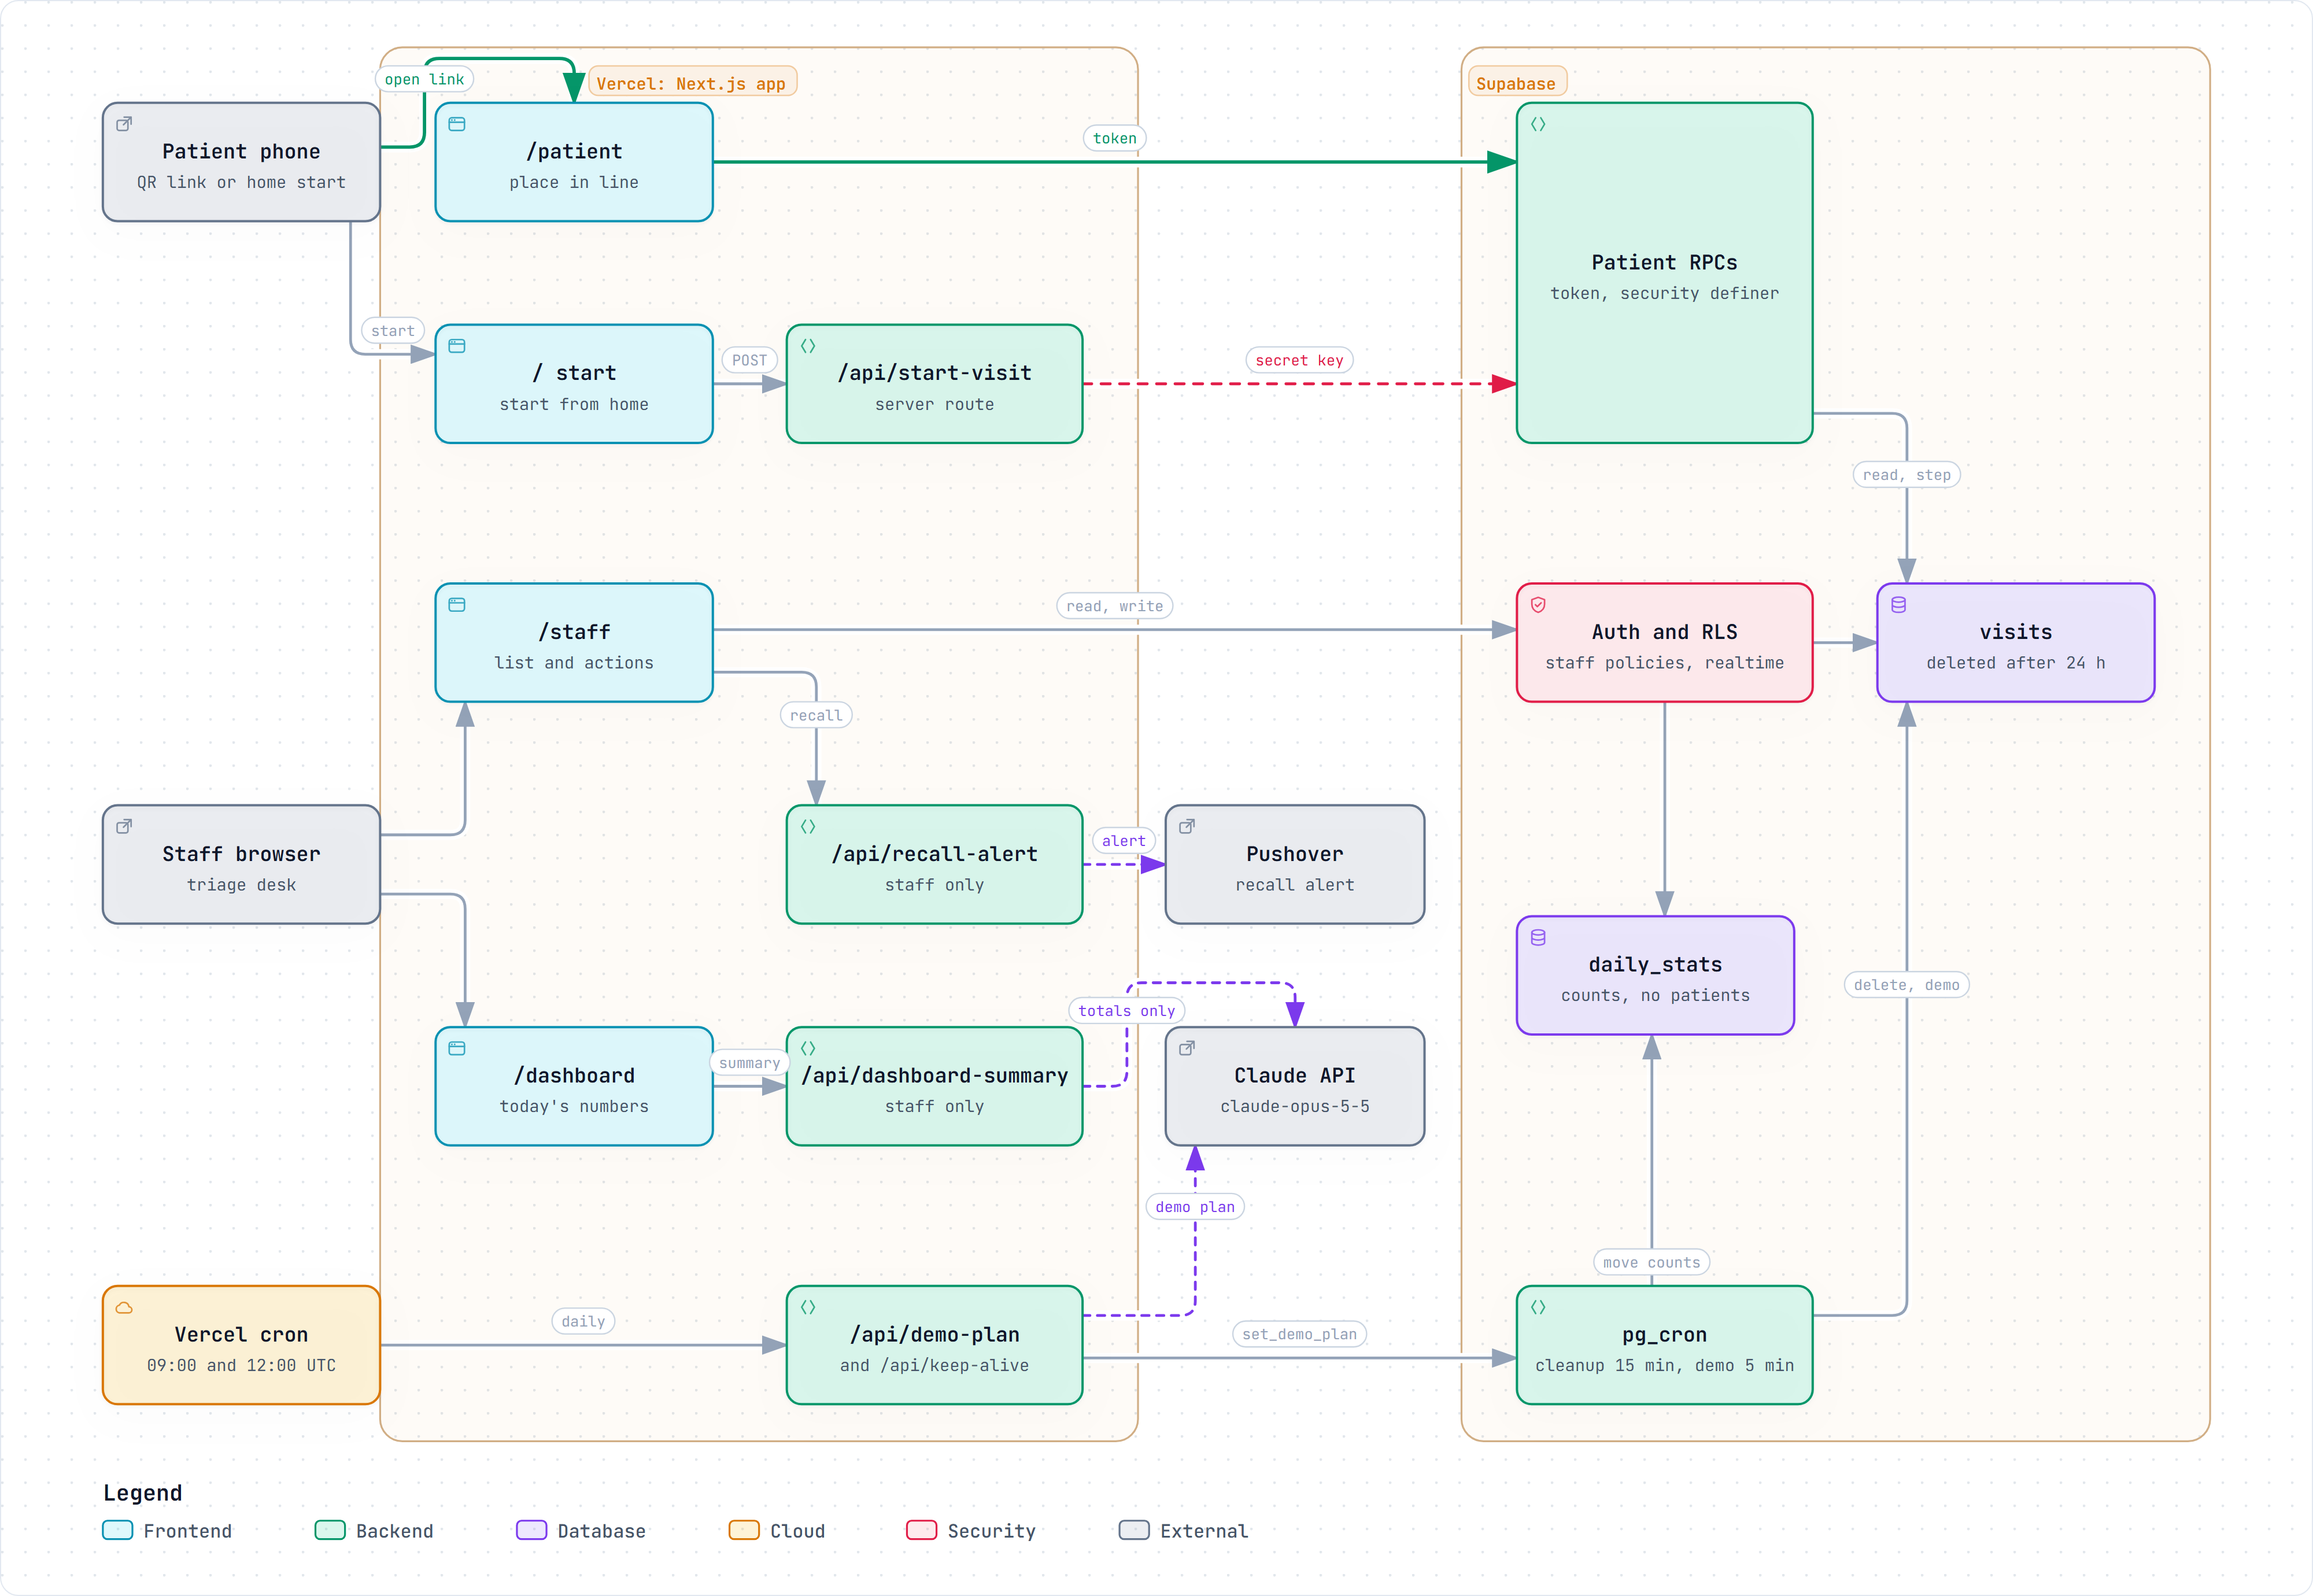 open link
Vercel: Next.js app
Supabase
Patient phone
QR link or home start
/patient
place in line
token
Patient RPCs
token, security definer
start
/ start
start from home
POST
/api/start-visit
server route
secret key
read, step
/staff
list and actions
read, write
Auth and RLS
staff policies, realtime
visits
deleted after 24 h
recall
Staff browser
triage desk
/api/recall-alert
staff only
alert
Pushover
recall alert
daily_stats
counts, no patients
delete, demo
totals only
/dashboard
today's numbers
summary
/api/dashboard-summary
staff only
Claude API
claude-opus-5-5
demo plan
move counts
Vercel cron
09:00 and 12:00 UTC
daily
/api/demo-plan
and /api/keep-alive
set_demo_plan
pg_cron
cleanup 15 min, demo 5 min
Legend
Frontend
Backend
Database
Cloud
Security
External